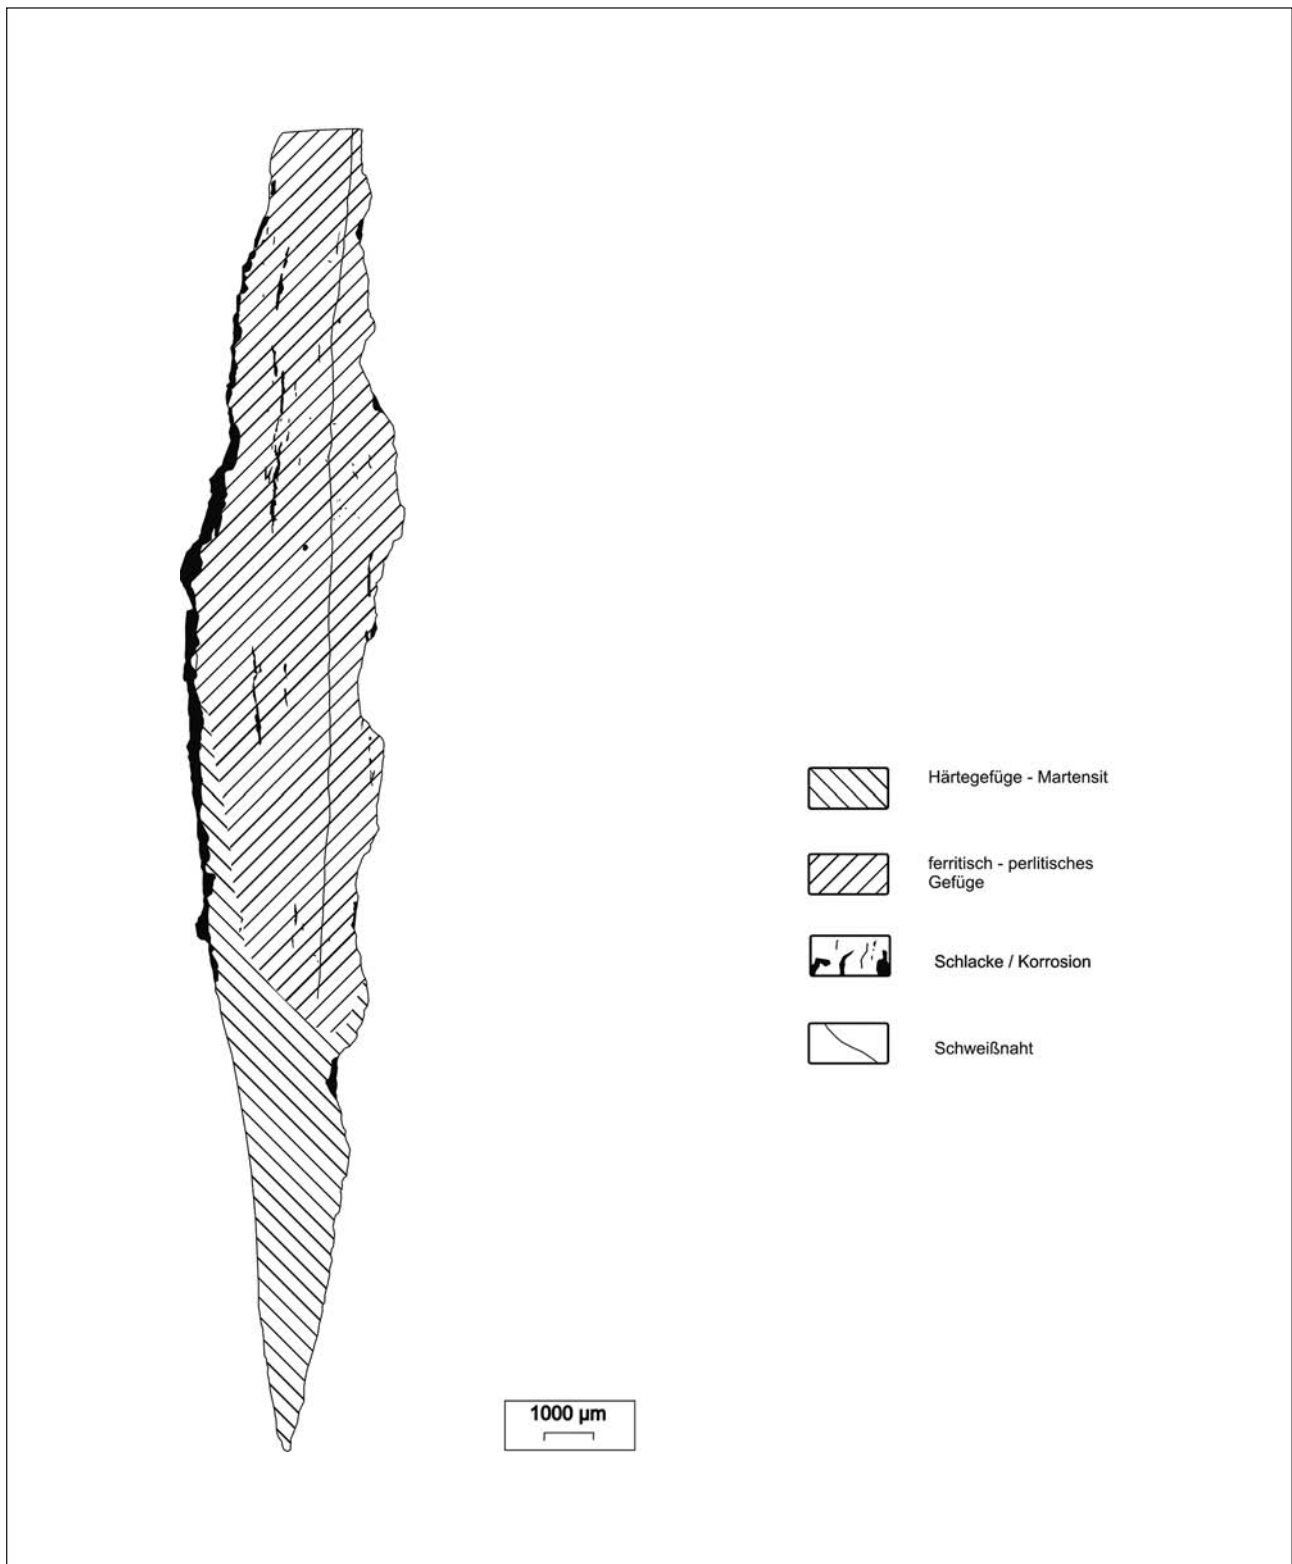 Härtegefüge - Martensit
ferritisch - perlitisches
Gefüge
Schlacke / Korrosion
Schweißnaht
1000 µm